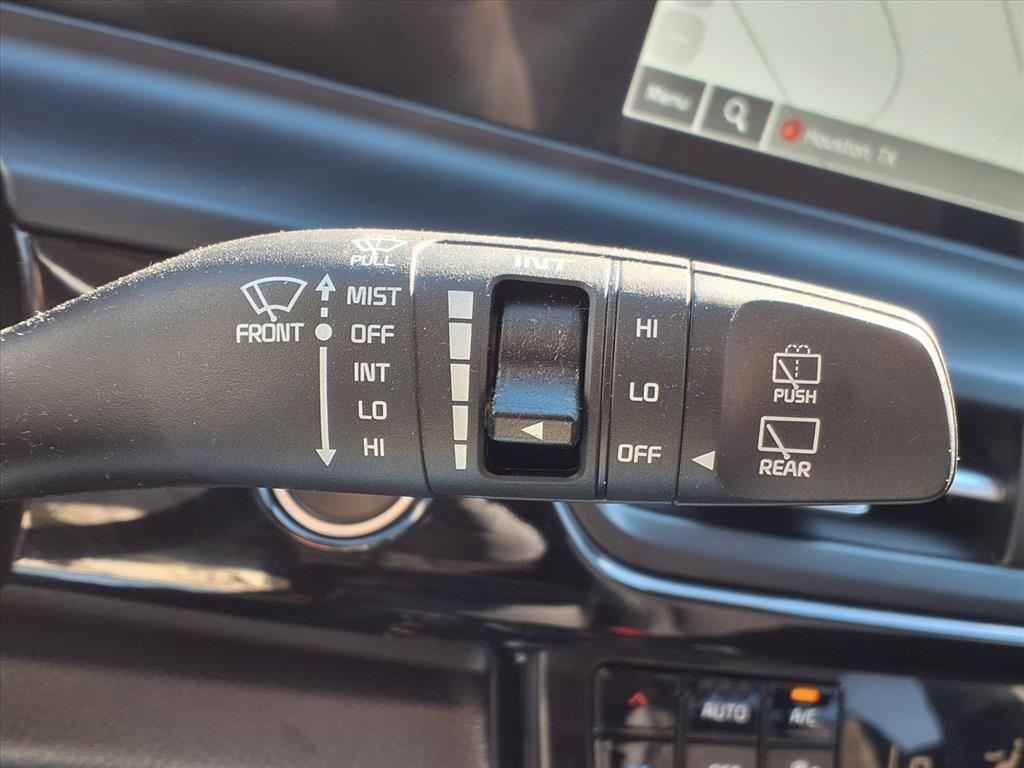 Menu
Houston, TX
PULL
INT
MIST
FRONT
OFF
INT
LO
HI
HI
LO
OFF
PUSH
REAR
AUTO
A/C